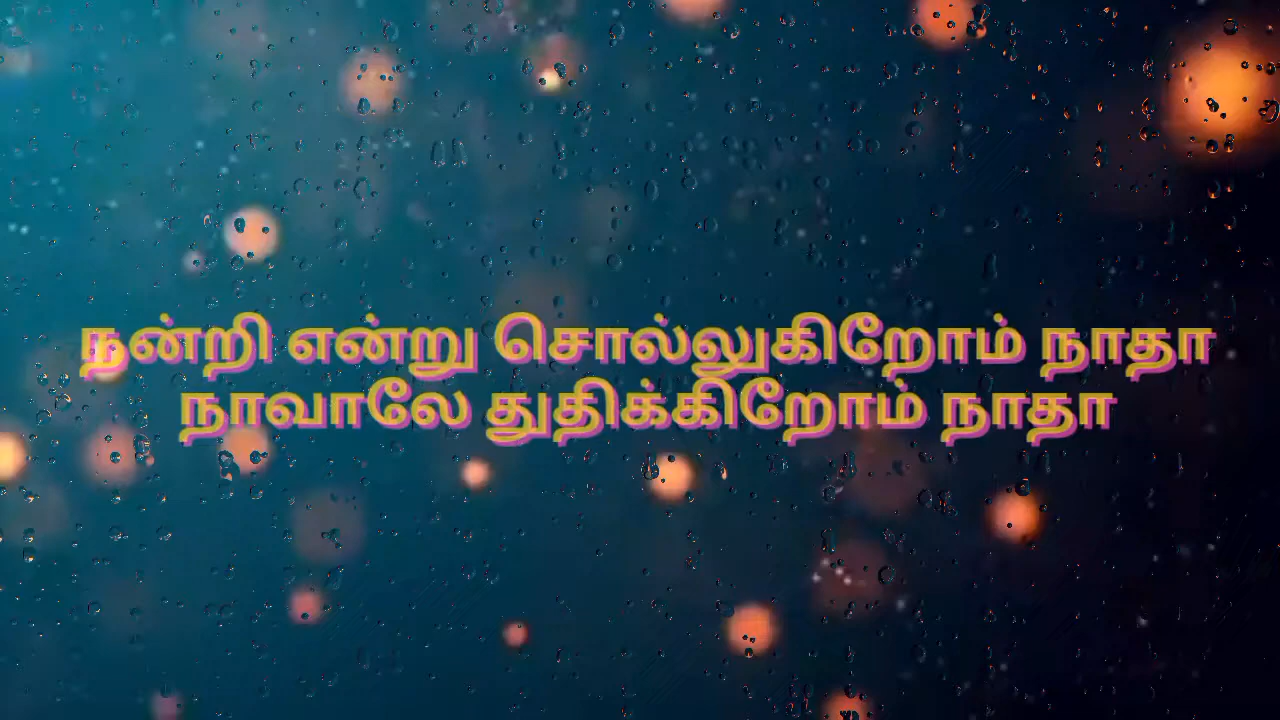 நன்றி என்று சொல்லுகிறோம் நாதா
நாவாலே துதிக்கிறோம் நாதா